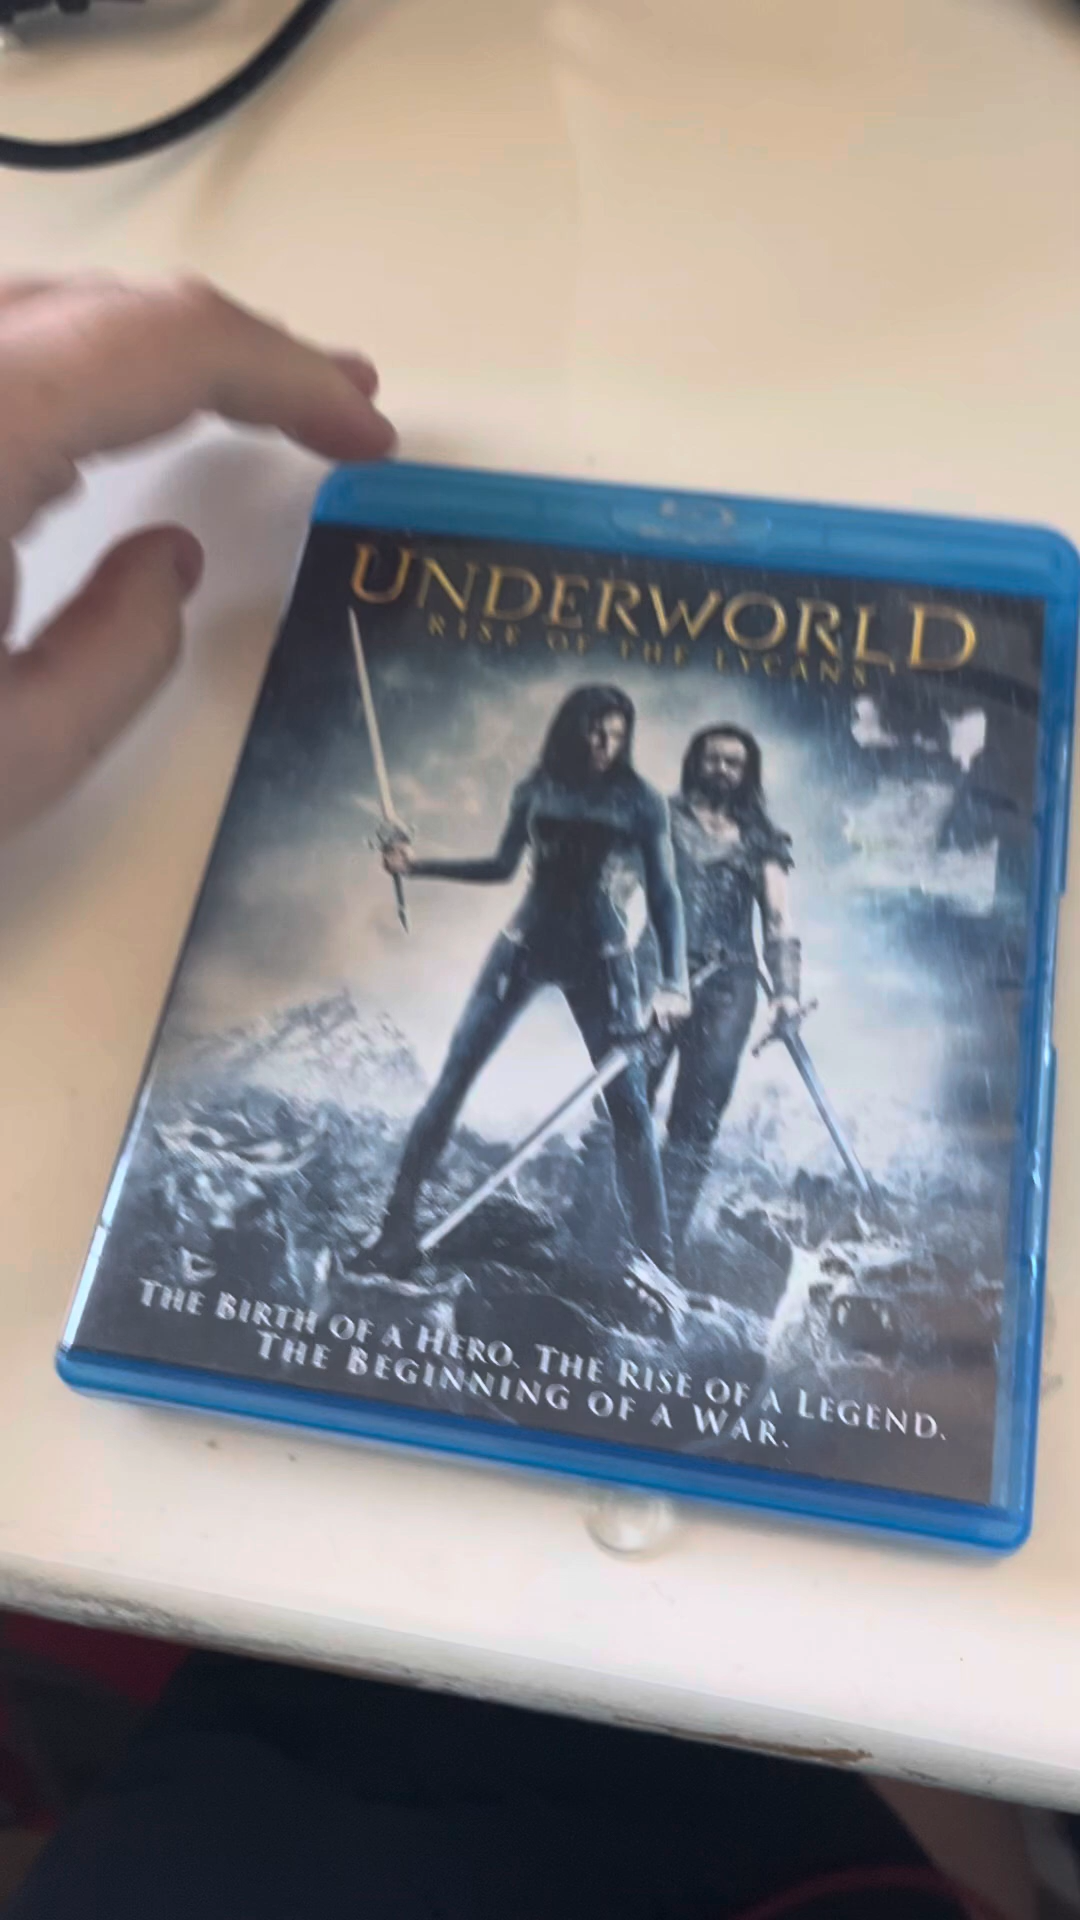 UNDERWORLD
RISE OF THE LYCANS
THE BIRTH OF A HERO. THE RISE OF A LEGEND.
THE BEGINNING OF A WAR.